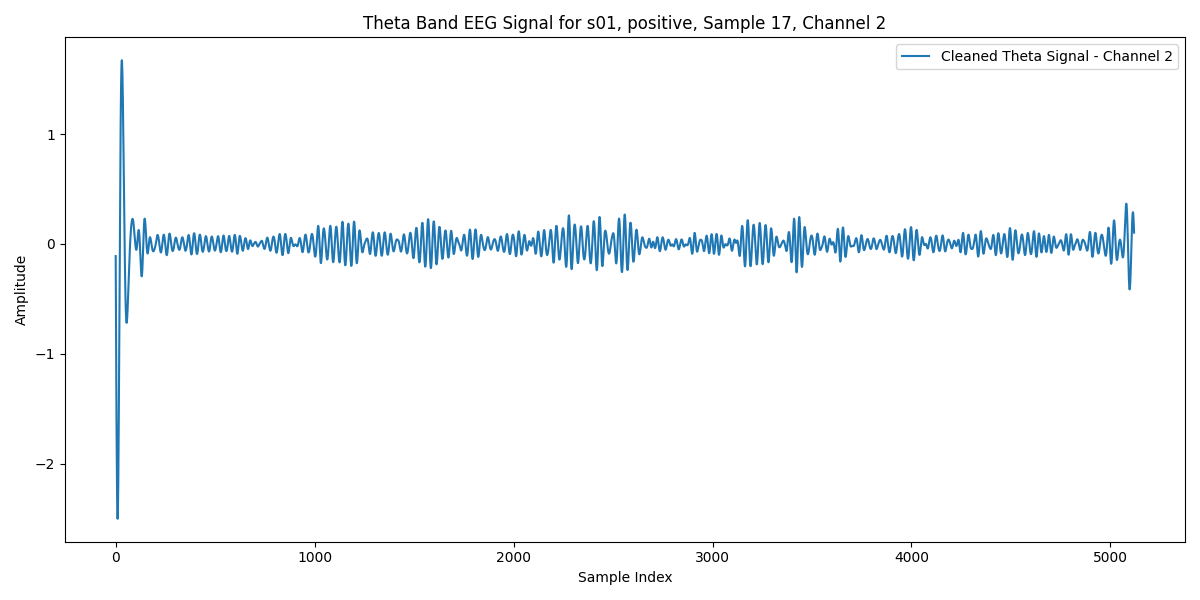 Theta Band EEG Signal for s01, positive, Sample 17, Channel 2
Cleaned Theta Signal - Channel 2
Amplitude
1
0
−1
−2
0 1000 2000 3000 4000 5000
Sample Index